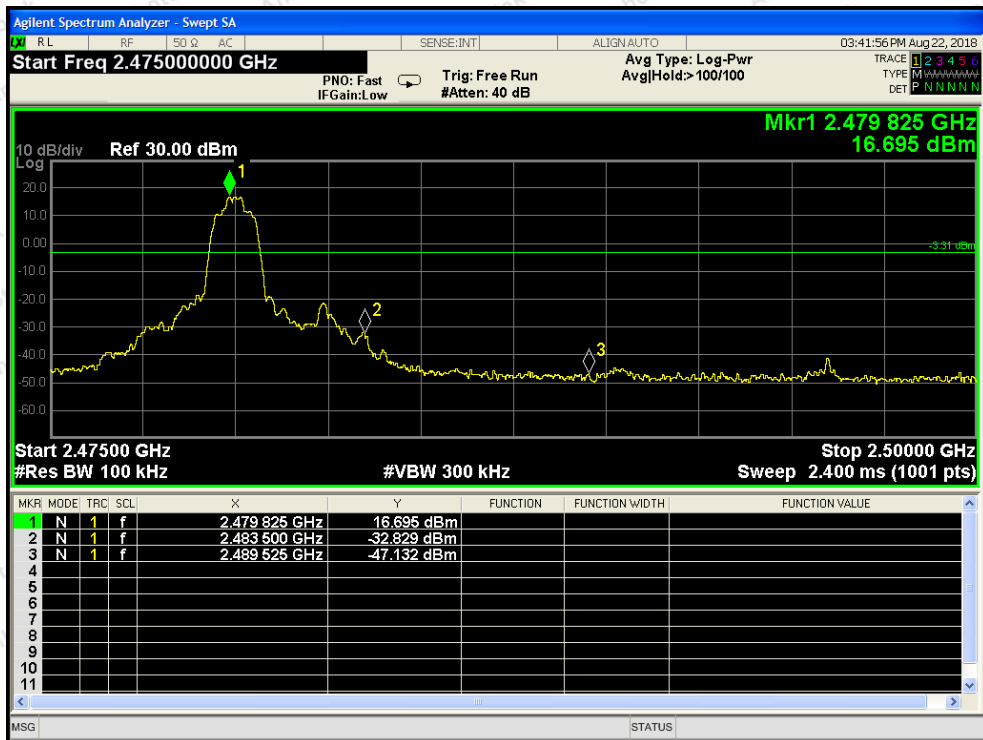 Agilent Spectrum Analyzer - Swept SA
LXI RL RF 50 Ω AC SENSE:INT ALIGN AUTO 03:41:56 PM Aug 22, 2018
Start Freq 2.475000000 GHz
PNO: Fast
IFGain:Low
Trig: Free Run
#Atten: 40 dB
Avg Type: Log-Pwr
Avg|Hold:> 100/100
TRACE 1 2 3 4 5 6
TYPE M WWWWW
DET P N N N N N
Mkr1 2.479 825 GHz
16.695 dBm
10 dB/div Ref 30.00 dBm
Log
1
20.0
10.0
0.00
-3.31 dBm
-10.0
-20.0
2
-30.0
3
-40.0
-50.0
-60.0
Start 2.47500 GHz Stop 2.50000 GHz
#Res BW 100 kHz #VBW 300 kHz Sweep 2.400 ms (1001 pts)
MKR MODE TRC SCL X Y FUNCTION FUNCTION WIDTH FUNCTION VALUE
1 N 1 f 2.479 825 GHz 16.695 dBm
2 N 1 f 2.483 500 GHz -32.829 dBm
3 N 1 f 2.489 525 GHz -47.132 dBm
4
5
6
7
8
9
10
11
MSG STATUS